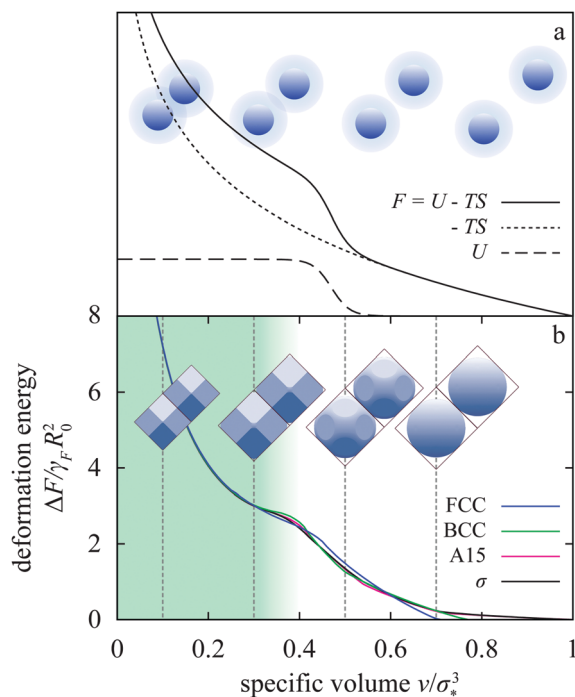 a
F = U - TS
- TS
U
b
8
6
4
2
0
deformation energy
ΔF/γ_F R_0^2
FCC
BCC
A15
σ
0 0.2 0.4 0.6 0.8 1
specific volume v/σ_*^3